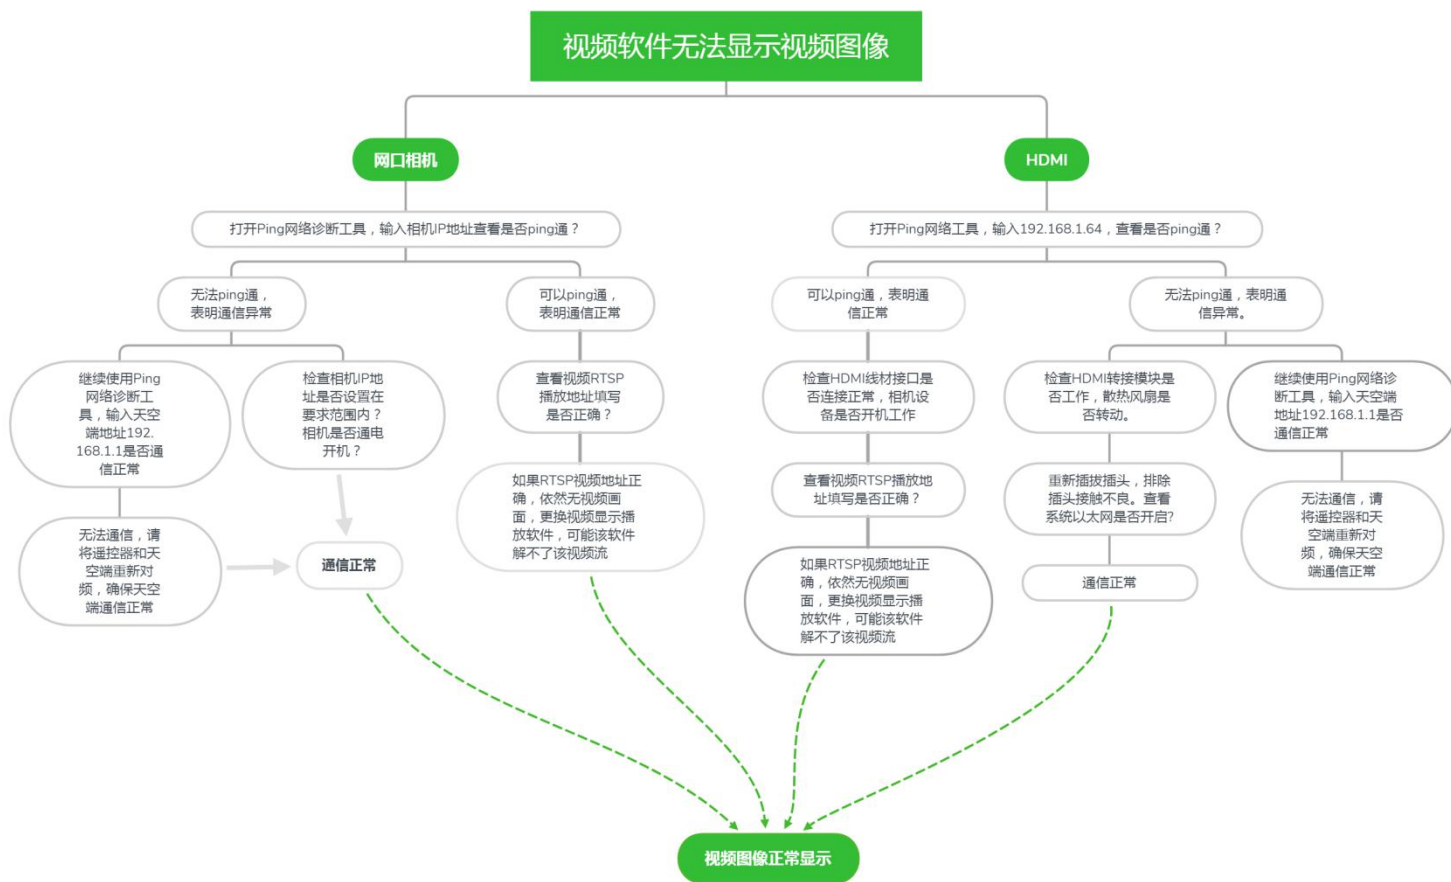 视频软件无法显示视频图像
网口相机
HDMI
打开Ping网络诊断工具，输入相机IP地址查看是否ping通？
打开Ping网络工具，输入192.168.1.64，查看是否ping通？
无法ping通，
表明通信异常
可以ping通，
表明通信正常
可以ping通，表明通
信正常
无法ping通，表明通
信异常。
继续使用Ping
网络诊断工
具，输入天空
端地址192.
168.1.1是否通
信正常
检查相机IP地
址是否设置在
要求范围内？
相机是否通电
开机？
查看视频RTSP
播放地址填写
是否正确？
检查HDMI线材接口是
否连接正常，相机设
备是否开机工作
检查HDMI转接模块是
否工作，散热风扇是
否转动。
继续使用Ping网络诊
断工具，输入天空端
地址192.168.1.1是否
通信正常
无法通信，请
将遥控器和天
空端重新对
频，确保天空
端通信正常
通信正常
如果RTSP视频地址正
确，依然无视频画
面，更换视频显示播
放软件，可能该软件
解不了该视频流
查看视频RTSP播放地
址填写是否正确？
如果RTSP视频地址正
确，依然无视频画
面，更换视频显示播
放软件，可能该软件
解不了该视频流
重新插拔插头，排除
插头接触不良。查看
系统以太网是否开启?
通信正常
无法通信，请
将遥控器和天
空端重新对
频，确保天空
端通信正常
视频图像正常显示